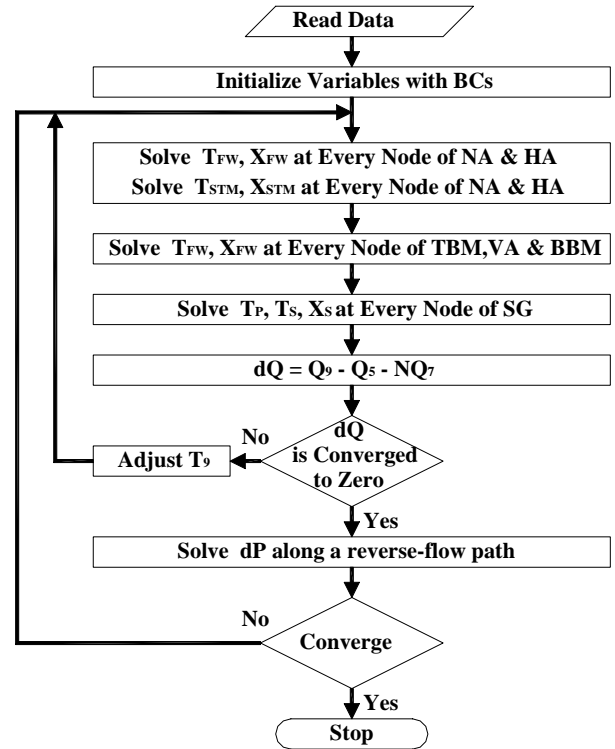 Read Data
Initialize Variables with BCs
Solve TFW, XFW at Every Node of NA & HA
Solve TSTM, XSTM at Every Node of NA & HA
Solve TFW, XFW at Every Node of TBM,VA & BBM
Solve TP, TS, XS at Every Node of SG
dQ = Q9 - Q5 - NQ7
No
dQ
is Converged
to Zero
Adjust T9
Yes
Solve dP along a reverse-flow path
No
Converge
Yes
Stop